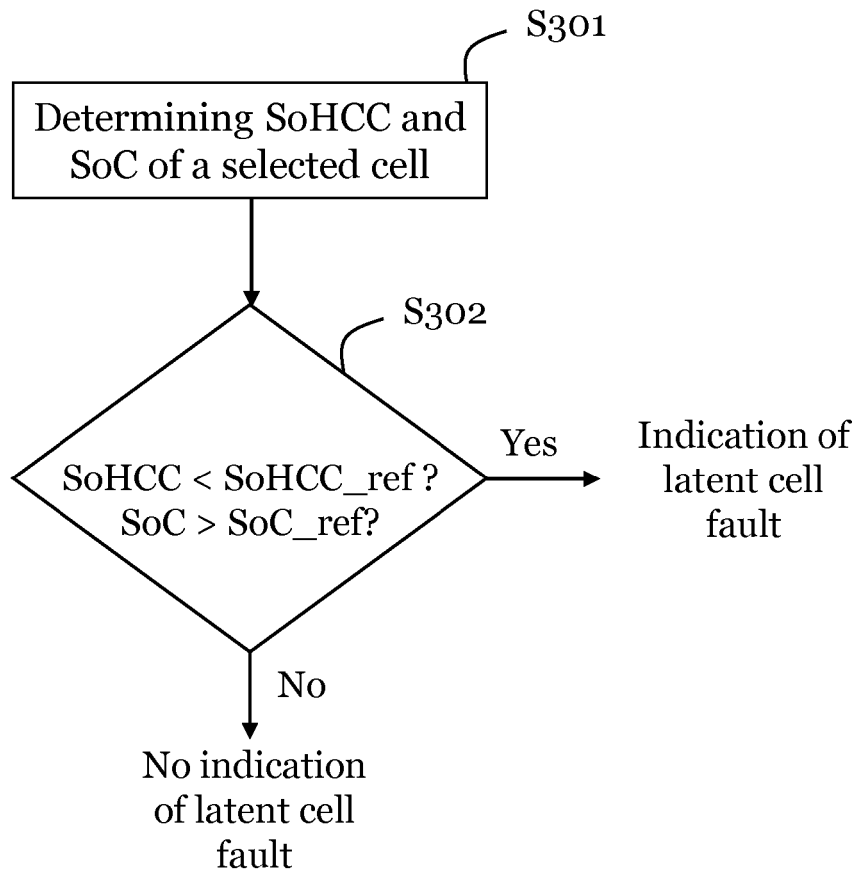 S301
Determining SoHCC and
SoC of a selected cell
S302
SoHCC < SoHCC_ref ?
SoC > SoC_ref?
Yes
Indication of
latent cell
fault
No
No indication
of latent cell
fault